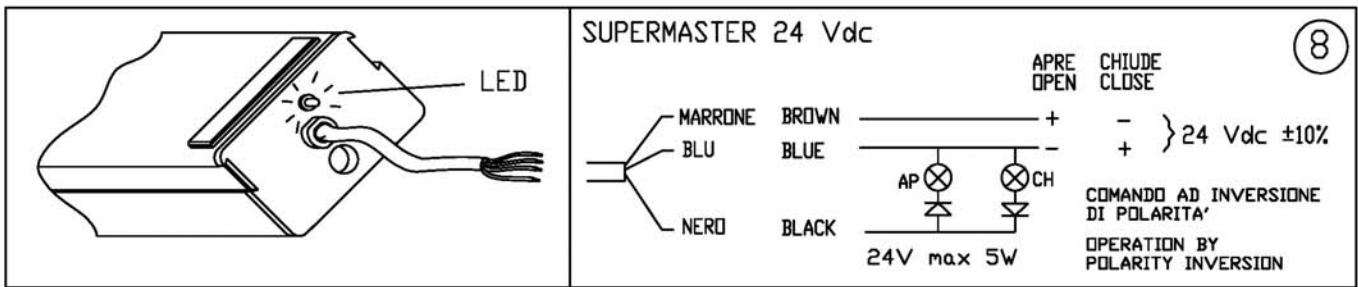 LED
SUPERMASTER 24 Vdc
8
APRE CHIUDE
OPEN CLOSE
MARRONE BROWN + -
BLU BLUE - +
} 24 Vdc ±10%
AP CH
NERO BLACK
24V max 5W
COMANDO AD INVERSIONE
DI POLARITA'
OPERATION BY
POLARITY INVERSION